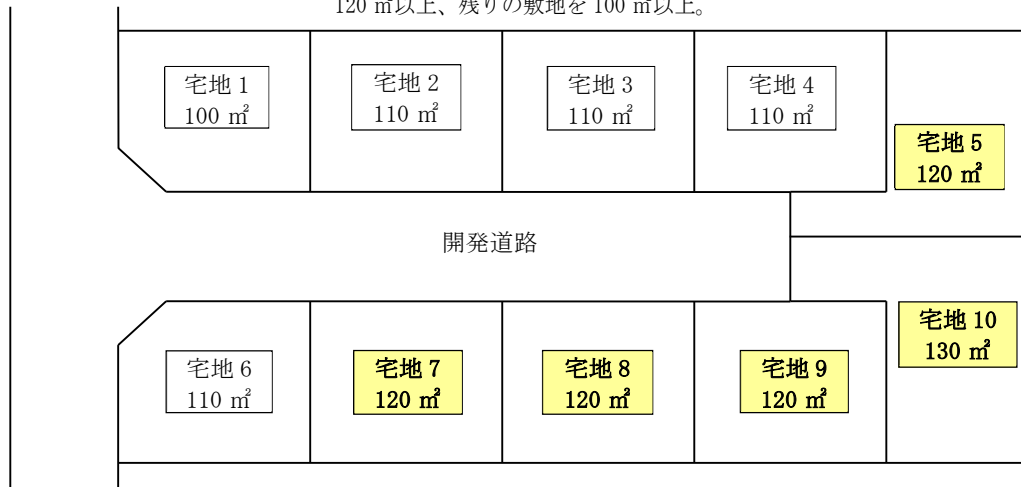 120 ㎡以上、残りの敷地を 100 ㎡以上。
宅地 1
100 ㎡
宅地 2
110 ㎡
宅地 3
110 ㎡
宅地 4
110 ㎡
宅地 5
120 ㎡
開発道路
宅地 6
110 ㎡
宅地 7
120 ㎡
宅地 8
120 ㎡
宅地 9
120 ㎡
宅地 10
130 ㎡